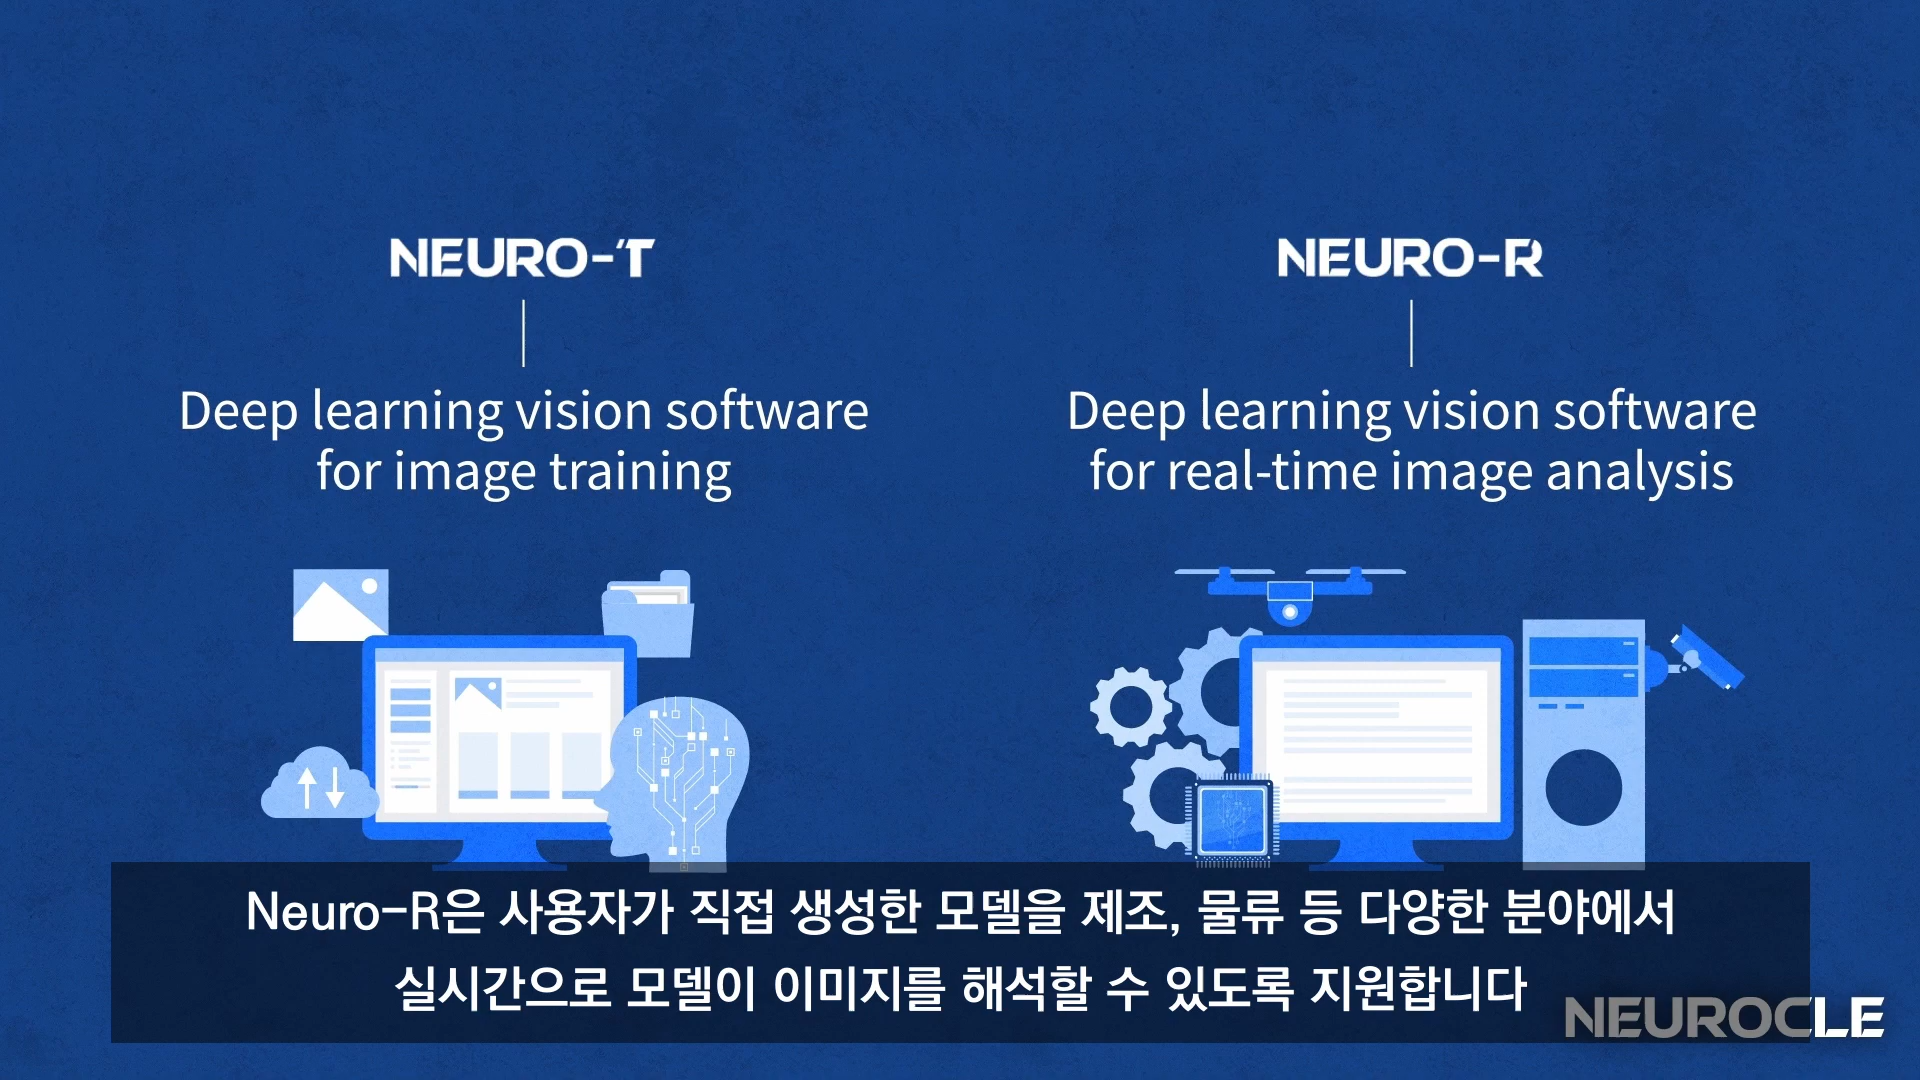 NEURO-T
Deep learning vision software
for image training
NEURO-R
Deep learning vision software
for real-time image analysis
Neuro-R은 사용자가 직접 생성한 모델을 제조, 물류 등 다양한 분야에서
실시간으로 모델이 이미지를 해석할 수 있도록 지원합니다
NEUROCLE